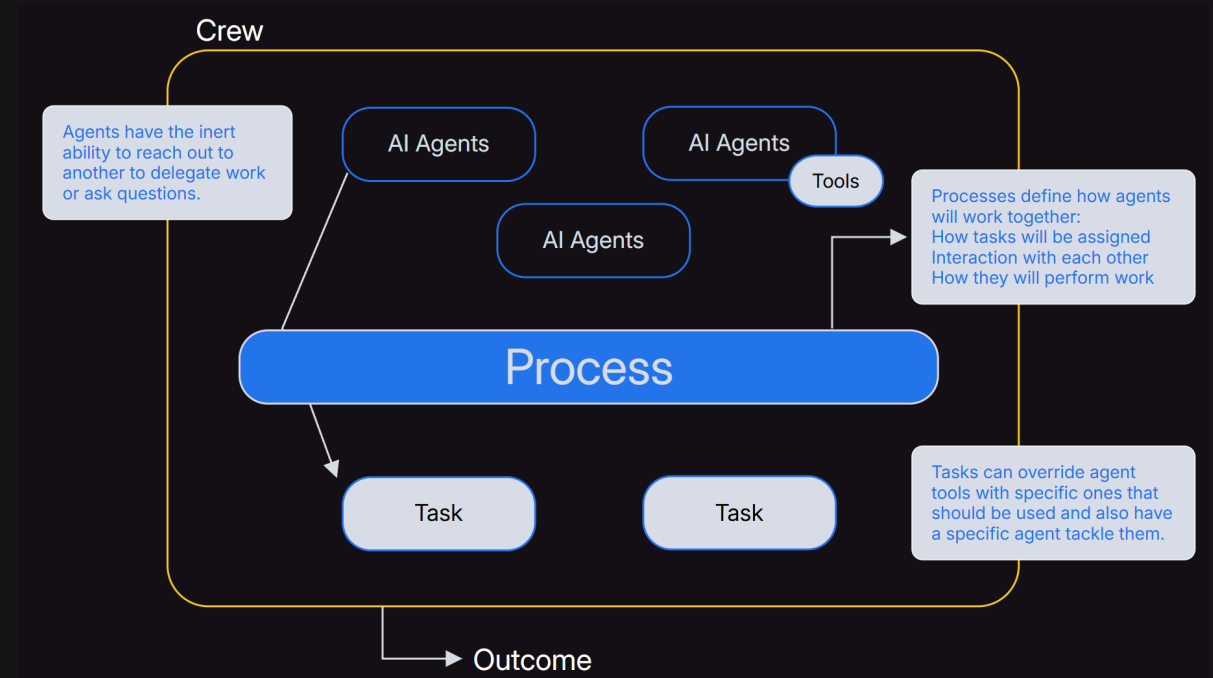 Crew
Agents have the inert
ability to reach out to
another to delegate work
or ask questions.
AI Agents
AI Agents
Tools
AI Agents
Processes define how agents
will work together:
How tasks will be assigned
Interaction with each other
How they will perform work
Process
Task
Task
Tasks can override agent
tools with specific ones that
should be used and also have
a specific agent tackle them.
Outcome